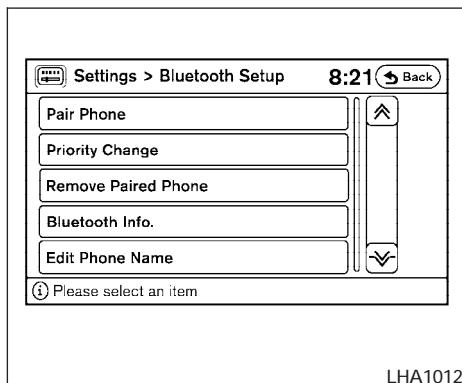 Settings > Bluetooth Setup 8:21 Back
Pair Phone
Priority Change
Remove Paired Phone
Bluetooth Info.
Edit Phone Name
i Please select an item
LHA1012